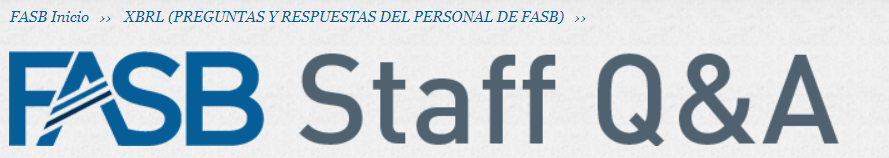 FASB Inicio ›› XBRL (PREGUNTAS Y RESPUESTAS DEL PERSONAL DE FASB) ››
FASB Staff Q&A